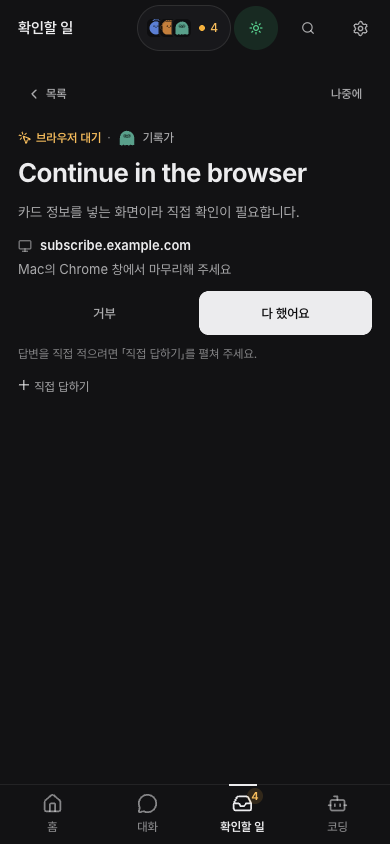 확인할 일
4
목록
나중에
브라우저 대기 · 기록가
Continue in the browser
카드 정보를 넣는 화면이라 직접 확인이 필요합니다.
subscribe.example.com
Mac의 Chrome 창에서 마무리해 주세요
거부
다 했어요
답변을 직접 적으려면 「직접 답하기」를 펼쳐 주세요.
직접 답하기
4
홈
대화
확인할 일
코딩